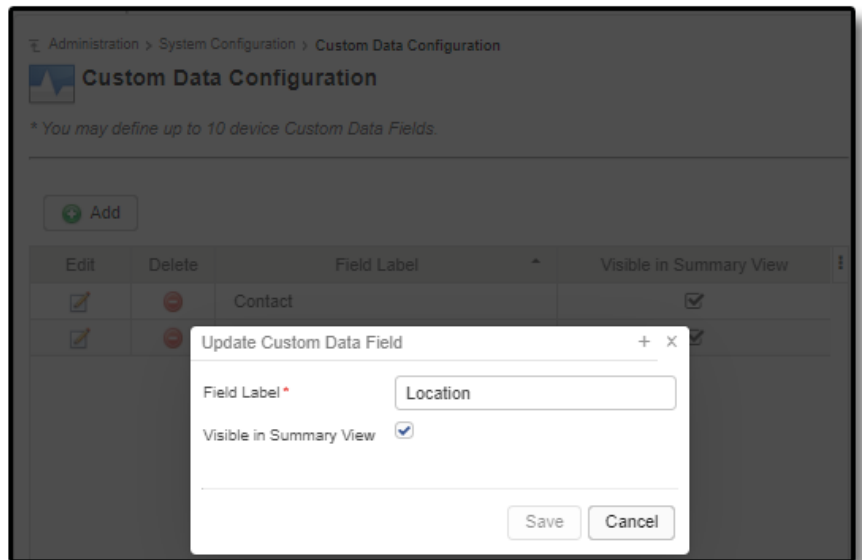 Administration > System Configuration > Custom Data Configuration
Custom Data Configuration
* You may define up to 10 device Custom Data Fields.
Add
Edit Delete Field Label Visible in Summary View
Contact
Update Custom Data Field
Field Label* Location
Visible in Summary View
Save Cancel